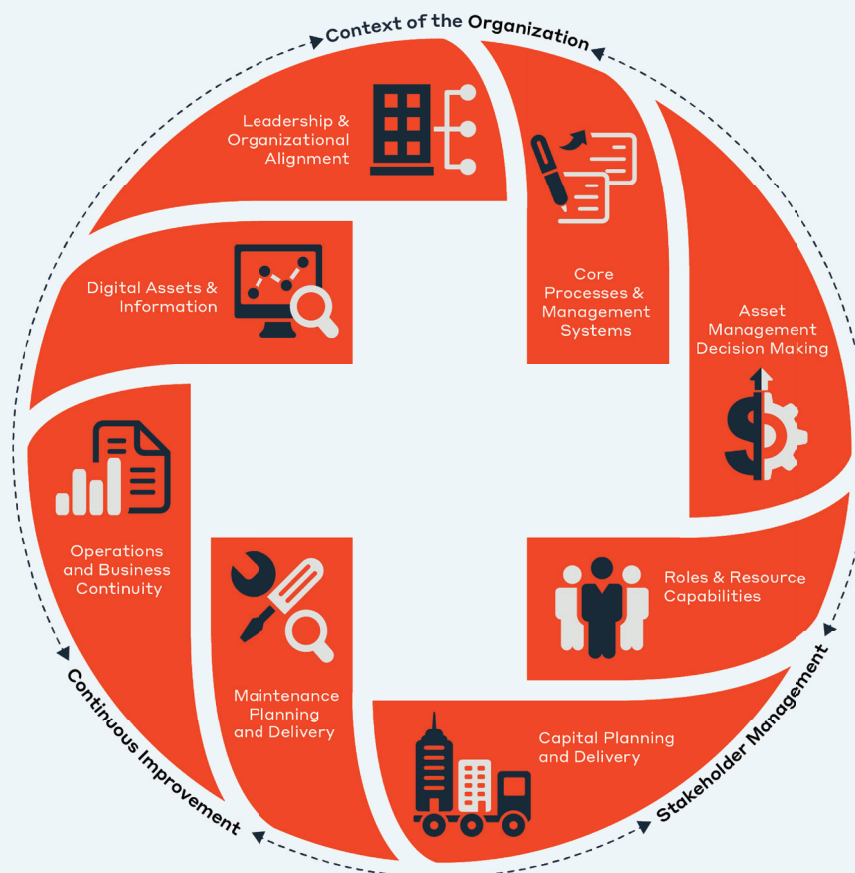 Context of the Organization
Leadership &
Organizational
Alignment
Core
Processes &
Management
Systems
Digital Assets &
Information
Asset
Management
Decision Making
Operations
and Business
Continuity
Roles & Resource
Capabilities
Maintenance
Planning
and Delivery
Capital Planning
and Delivery
Continuous Improvement
Stakeholder Management